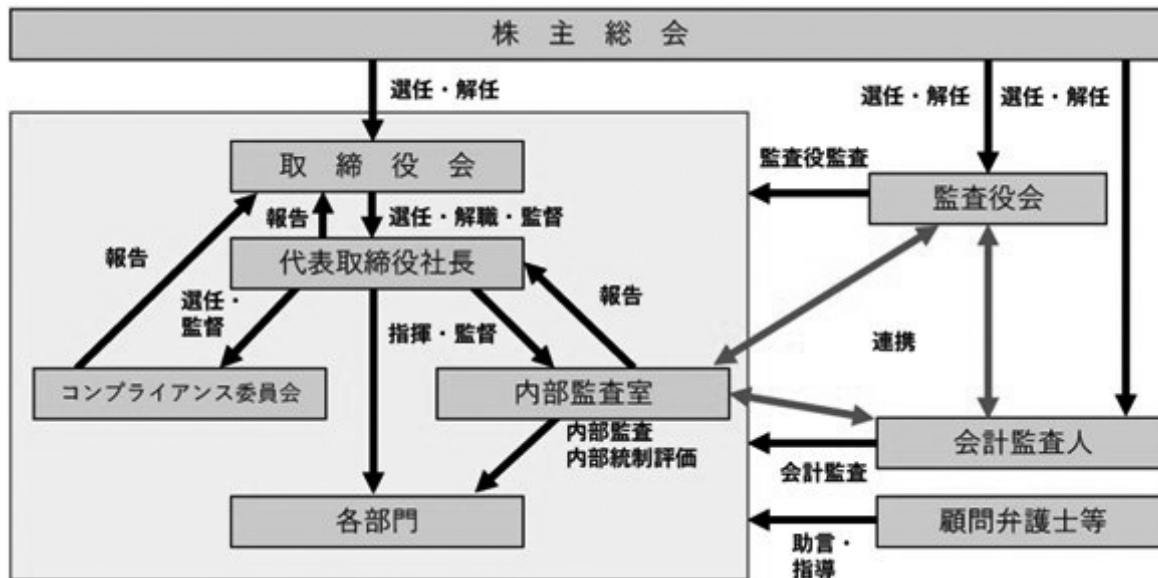 株主総会
選任・解任
選任・解任
選任・解任
取締役会
監査役監査
監査役会
報告
選任・解職・監督
報告
代表取締役社長
選任・
監督
報告
指揮・監督
連携
コンプライアンス委員会
内部監査室
内部監査
内部統制評価
会計監査人
会計監査
各部門
顧問弁護士等
助言・
指導